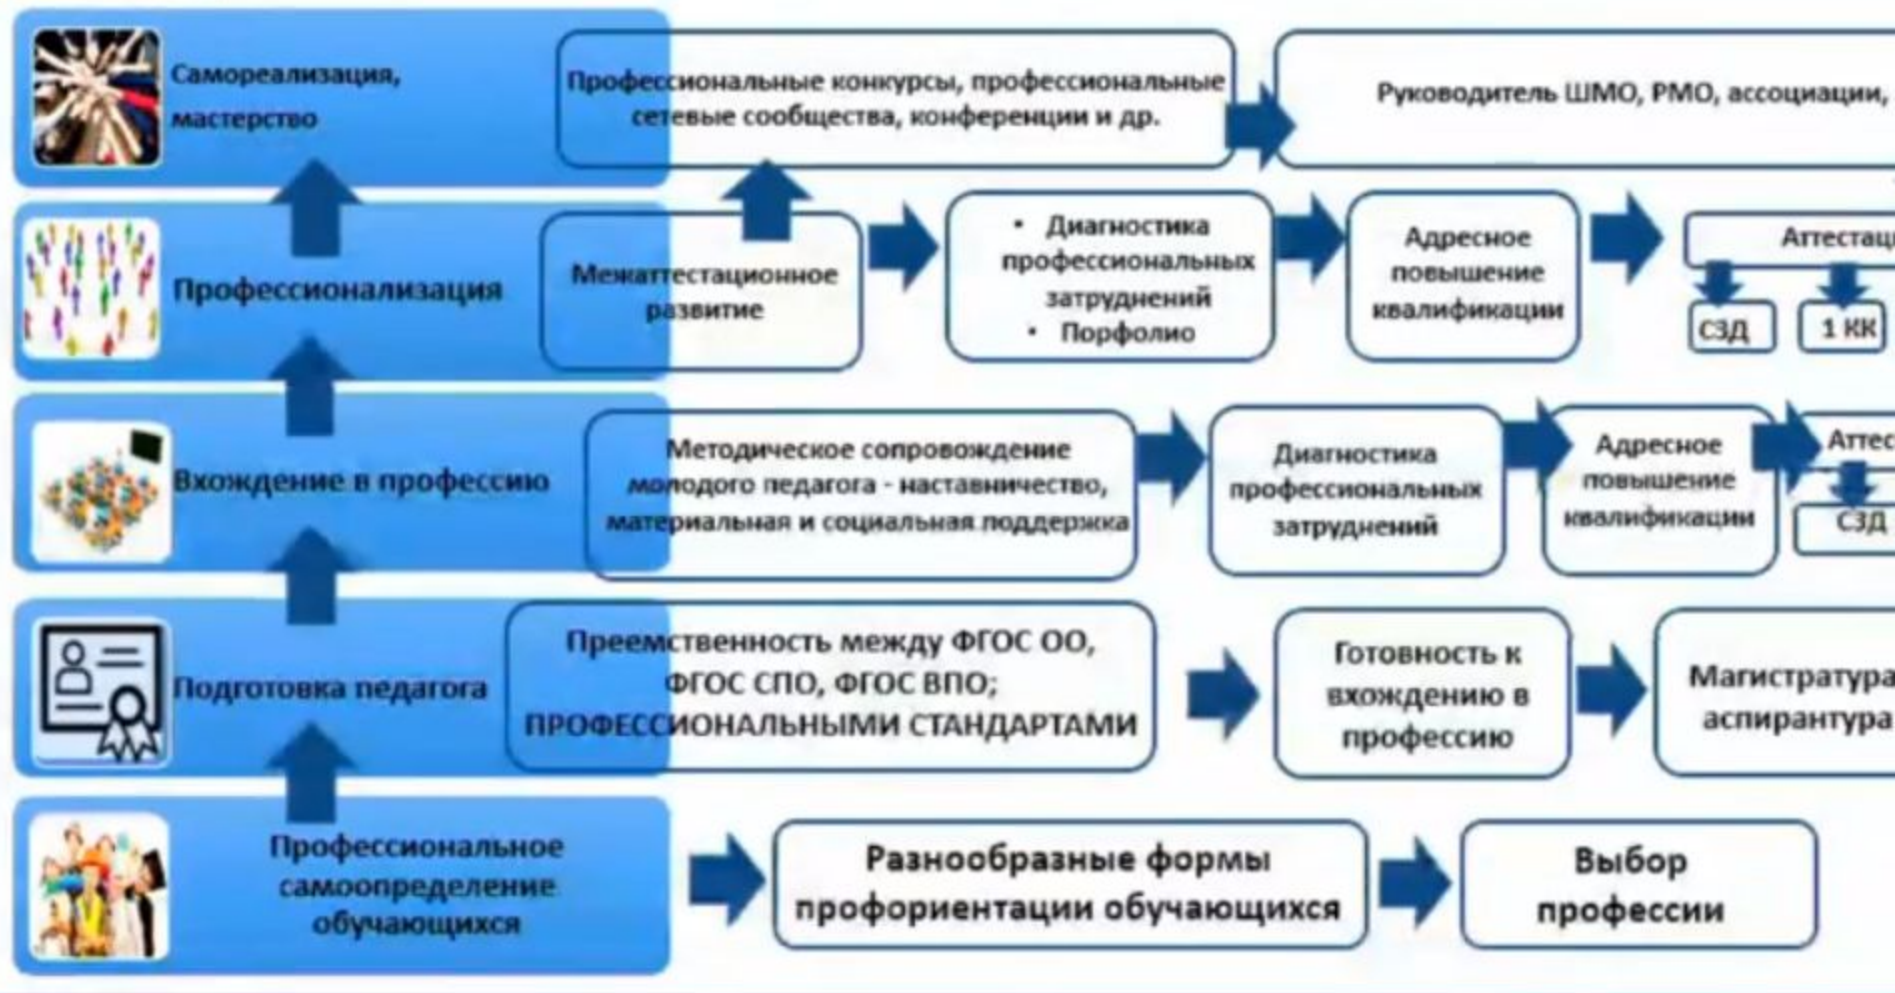 Самореализация,
мастерство
Профессиональные конкурсы, профессиональные
сетевые сообщества, конференции и др.
Руководитель ШМО, РМО, ассоциации,
Профессионализация
Межаттестационное
развитие
• Диагностика
профессиональных
затруднений
• Порфолио
Адресное
повышение
квалификации
Аттестац
СЗД
1 КК
Вхождение в профессию
Методическое сопровождение
молодого педагога - наставничество,
материальная и социальная поддержка
Диагностика
профессиональных
затруднений
Адресное
повышение
квалификации
Аттес
СЗД
Подготовка педагога
Преемственность между ФГОС ОО,
ФГОС СПО, ФГОС ВПО;
ПРОФЕССИОНАЛЬНЫМИ СТАНДАРТАМИ
Готовность к
вхождению в
профессию
Магистратура
аспирантура
Профессиональное
самоопределение
обучающихся
Разнообразные формы
профориентации обучающихся
Выбор
профессии